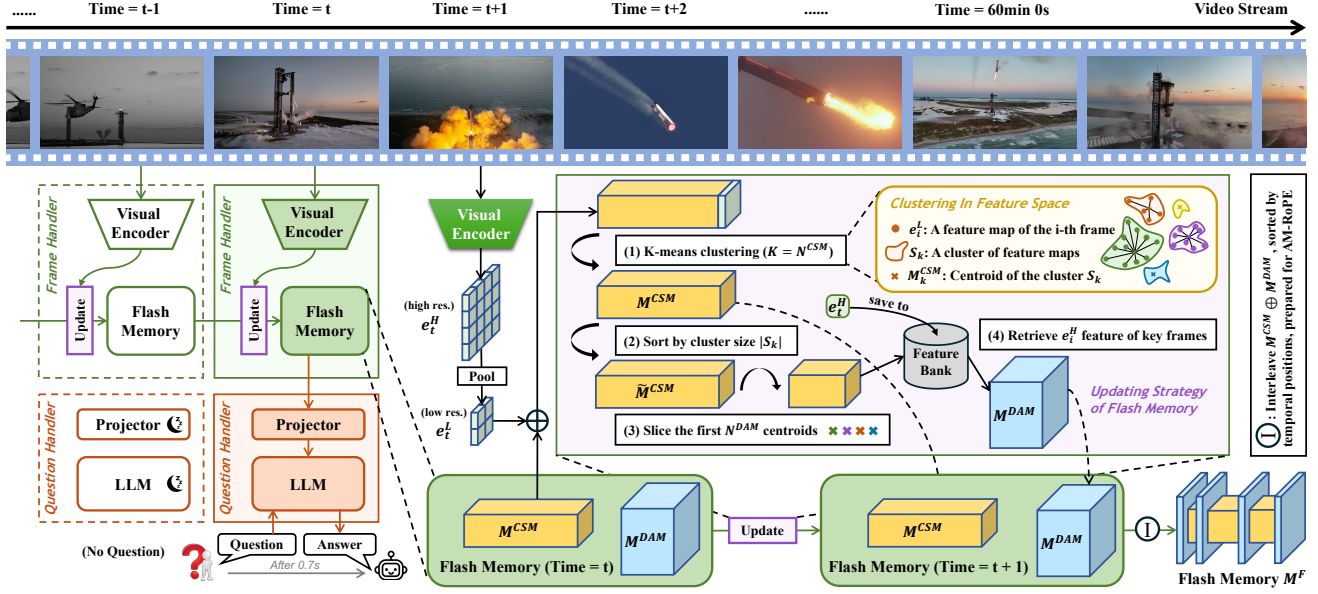 ......
Time = t-1
Time = t
Time = t+1
Time = t+2
......
Time = 60min 0s
Video Stream
Frame Handler
Visual
Encoder
Update
Flash
Memory
Frame Handler
Visual
Encoder
Update
Flash
Memory
Question Handler
Projector
LLM
Question Handler
Projector
LLM
(No Question)
Question
Answer
After 0.7s
Visual
Encoder
(high res.)
e_t^H
Pool
(low res.)
e_t^L
(1) K-means clustering (K = N^{CSM})
M^{CSM}
(2) Sort by cluster size |S_k|
M̃^{CSM}
(3) Slice the first N^{DAM} centroids
Clustering In Feature Space
e_i^L: A feature map of the i-th frame
S_k: A cluster of feature maps
M_k^{CSM}: Centroid of the cluster S_k
e_t^H
save to
Feature
Bank
(4) Retrieve e_i^H feature of key frames
M^{DAM}
Updating Strategy
of Flash Memory
I : Interleave M^{CSM} ⊕ M^{DAM}, sorted by
temporal positions, prepared for AM-RoPE
M^{CSM}
M^{DAM}
Flash Memory (Time = t)
Update
M^{CSM}
M^{DAM}
Flash Memory (Time = t + 1)
I
Flash Memory M^F